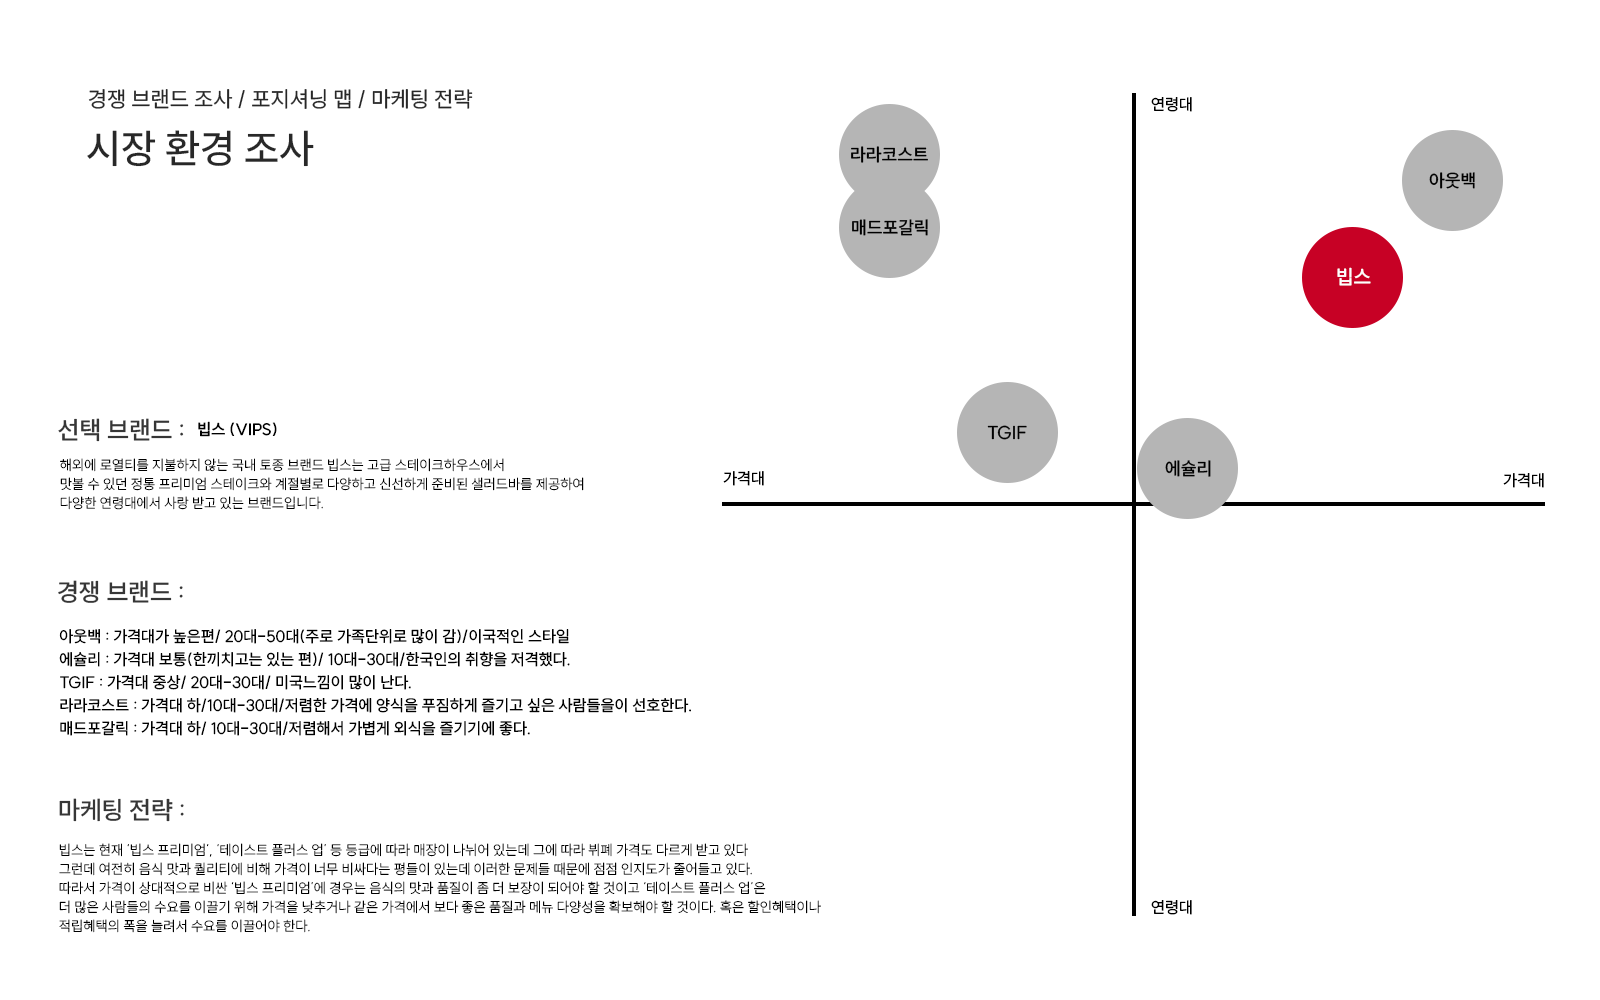 경쟁 브랜드 조사 / 포지셔닝 맵 / 마케팅 전략
시장 환경 조사
선택 브랜드 : 빕스 (VIPS)
해외에 로열티를 지불하지 않는 국내 토종 브랜드 빕스는 고급 스테이크하우스에서
맛볼 수 있던 정통 프리미엄 스테이크와 계절별로 다양하고 신선하게 준비된 샐러드바를 제공하여
다양한 연령대에서 사랑 받고 있는 브랜드입니다.
경쟁 브랜드 :
아웃백 : 가격대가 높은편/ 20대-50대(주로 가족단위로 많이 감)/이국적인 스타일
에슐리 : 가격대 보통(한끼치고는 있는 편)/ 10대-30대/한국인의 취향을 저격했다.
TGIF : 가격대 중상/ 20대-30대/ 미국느낌이 많이 난다.
라라코스트 : 가격대 하/10대-30대/저렴한 가격에 양식을 푸짐하게 즐기고 싶은 사람들을이 선호한다.
매드포갈릭 : 가격대 하/ 10대-30대/저렴해서 가볍게 외식을 즐기기에 좋다.
마케팅 전략 :
빕스는 현재 '빕스 프리미엄', '테이스트 플러스 업' 등 등급에 따라 매장이 나뉘어 있는데 그에 따라 뷔페 가격도 다르게 받고 있다
그런데 여전히 음식 맛과 퀄리티에 비해 가격이 너무 비싸다는 평들이 있는데 이러한 문제들 때문에 점점 인지도가 줄어들고 있다.
따라서 가격이 상대적으로 비싼 '빕스 프리미엄'에 경우는 음식의 맛과 품질이 좀 더 보장이 되어야 할 것이고 '테이스트 플러스 업'은
더 많은 사람들의 수요를 이끌기 위해 가격을 낮추거나 같은 가격에서 보다 좋은 품질과 메뉴 다양성을 확보해야 할 것이다. 혹은 할인혜택이나
적립혜택의 폭을 늘려서 수요를 이끌어야 한다.
연령대
라라코스트
아웃백
매드포갈릭
빕스
TGIF
에슐리
가격대
가격대
연령대